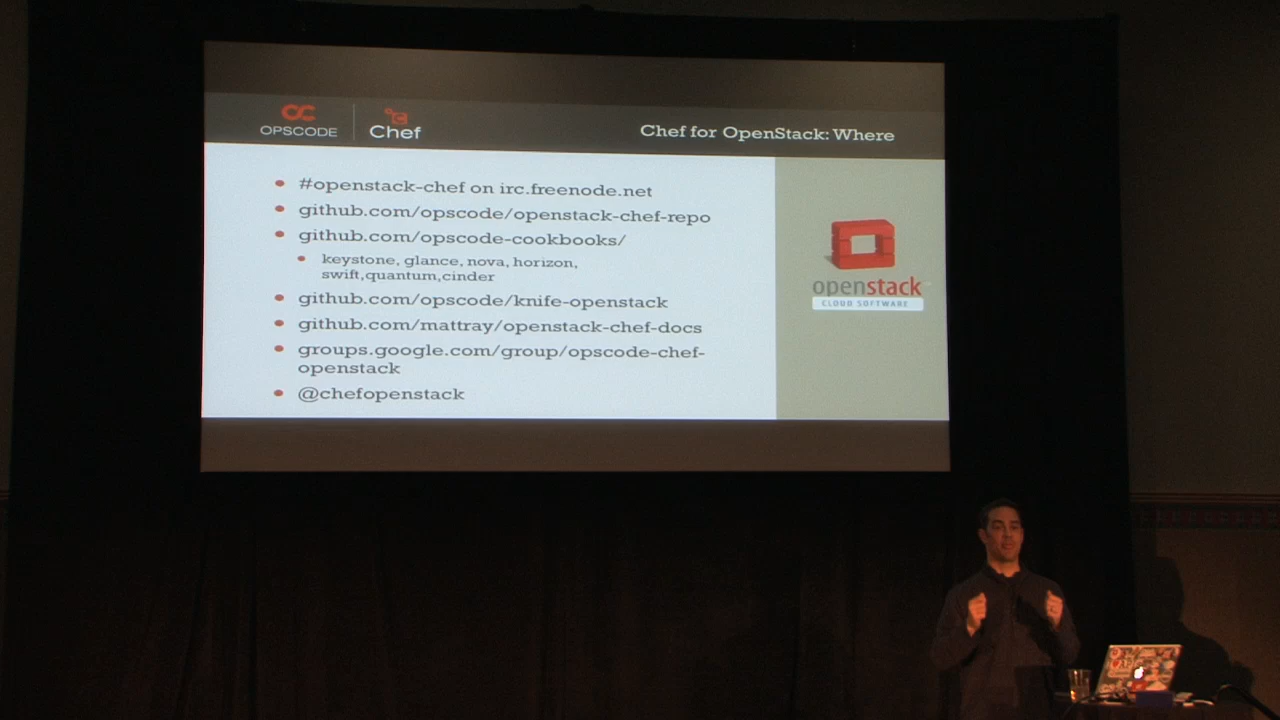 OPSCODE
Chef
Chef for OpenStack: Where
#openstack-chef on irc.freenode.net
github.com/opscode/openstack-chef-repo
github.com/opscode-cookbooks/
keystone, glance, nova, horizon,
swift,quantum,cinder
github.com/opscode/knife-openstack
github.com/mattray/openstack-chef-docs
groups.google.com/group/opscode-chef-
openstack
@chefopenstack
openstack
CLOUD SOFTWARE